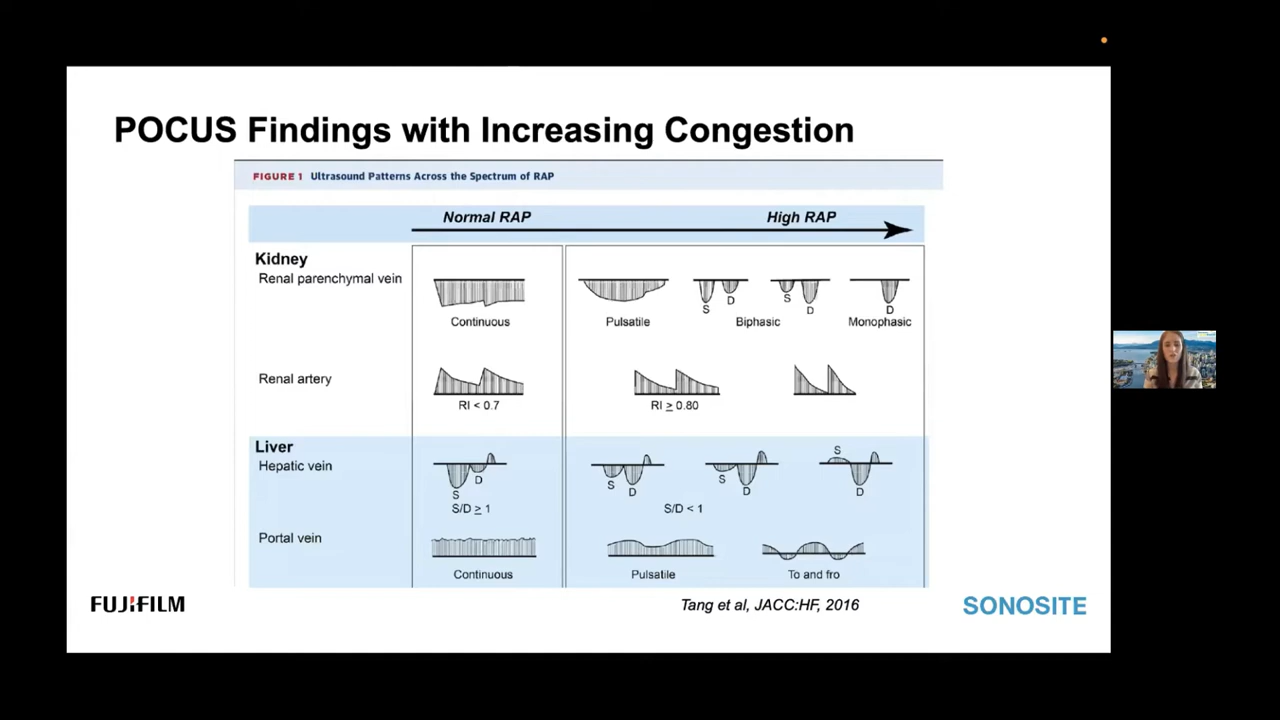 POCUS Findings with Increasing Congestion
FIGURE 1 Ultrasound Patterns Across the Spectrum of RAP
Normal RAP High RAP
Kidney
Renal parenchymal vein
S D S D D
Continuous Pulsatile Biphasic Monophasic
Renal artery
RI < 0.7 RI ≥ 0.80
Liver
Hepatic vein
S D S D S D S D
S/D ≥ 1 S/D < 1
Portal vein
Continuous Pulsatile To and fro
FUJIFILM Tang et al, JACC:HF, 2016 SONOSITE